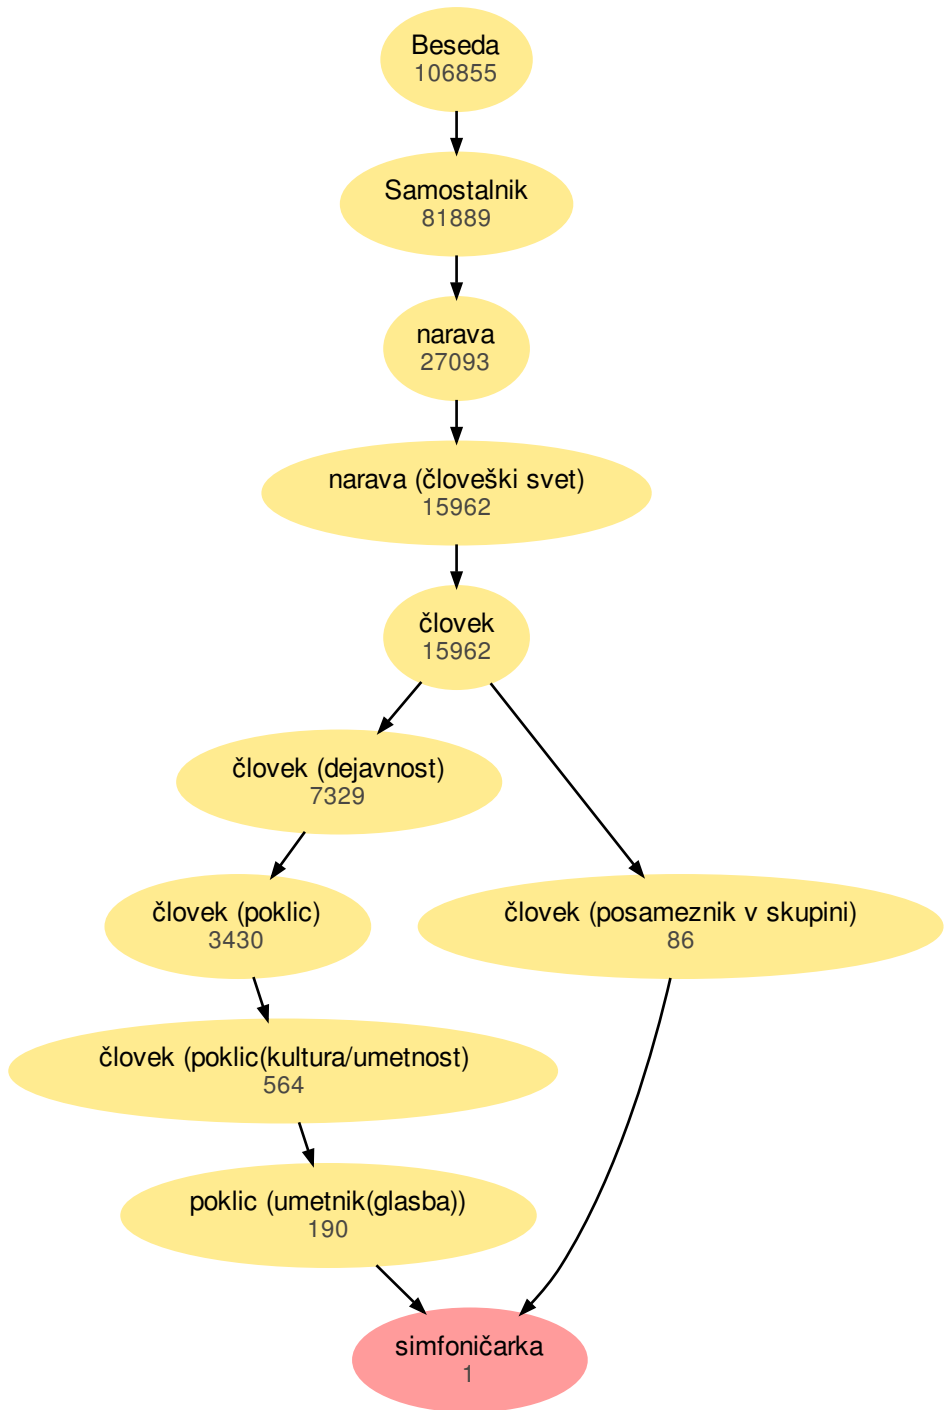 Beseda
106855
Samostalnik
81889
narava
27093
narava (človeški svet)
15962
človek
15962
človek (dejavnost)
7329
človek (poklic)
3430
človek (posameznik v skupini)
86
človek (poklic(kultura/umetnost)
564
poklic (umetnik(glasba))
190
simfoničarka
1